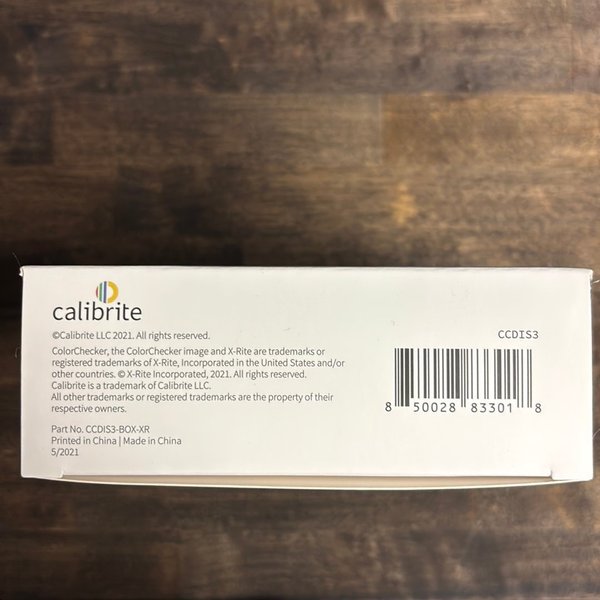 calibrite
©Calibrite LLC 2021. All rights reserved.
ColorChecker, the ColorChecker image and X-Rite are trademarks or
registered trademarks of X-Rite, Incorporated in the United States and/or
other countries. © X-Rite Incorporated, 2021. All rights reserved.
Calibrite is a trademark of Calibrite LLC.
All other trademarks or registered trademarks are the property of their
respective owners.
Part No. CCDIS3-BOX-XR
Printed in China | Made in China
5/2021
CCDIS3
8 50028 83301 8